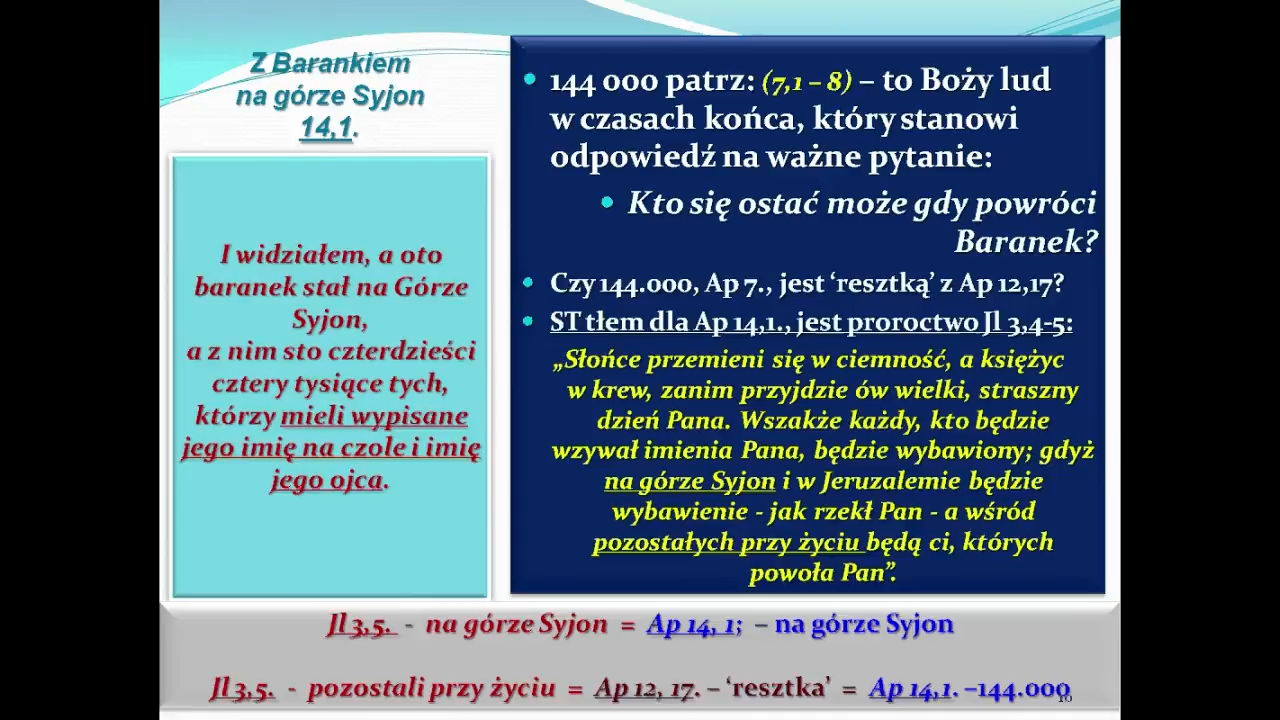 Z Barankiem
na górze Syjon
14,1.
I widziałem, a oto
baranek stał na Górze
Syjon,
a z nim sto czterdzieści
cztery tysiące tych,
którzy mieli wypisane
jego imię na czole i imię
jego ojca.
• 144 000 patrz: (7,1 – 8) – to Boży lud
w czasach końca, który stanowi
odpowiedź na ważne pytanie:
• Kto się ostać może gdy powróci
Baranek?
• Czy 144.000, Ap 7., jest ‘resztką’ z Ap 12,17?
• ST tłem dla Ap 14,1., jest proroctwo Jl 3,4-5:
„Słońce przemieni się w ciemność, a księżyc
w krew, zanim przyjdzie ów wielki, straszny
dzień Pana. Wszakże każdy, kto będzie
wzywał imienia Pana, będzie wybawiony; gdyż
na górze Syjon i w Jeruzalemie będzie
wybawienie - jak rzekł Pan - a wśród
pozostałych przy życiu będą ci, których
powoła Pan”.
Jl 3,5. - na górze Syjon = Ap 14, 1; – na górze Syjon
Jl 3,5. - pozostali przy życiu = Ap 12, 17. – ‘resztka’ = Ap 14,1. –144.000
10